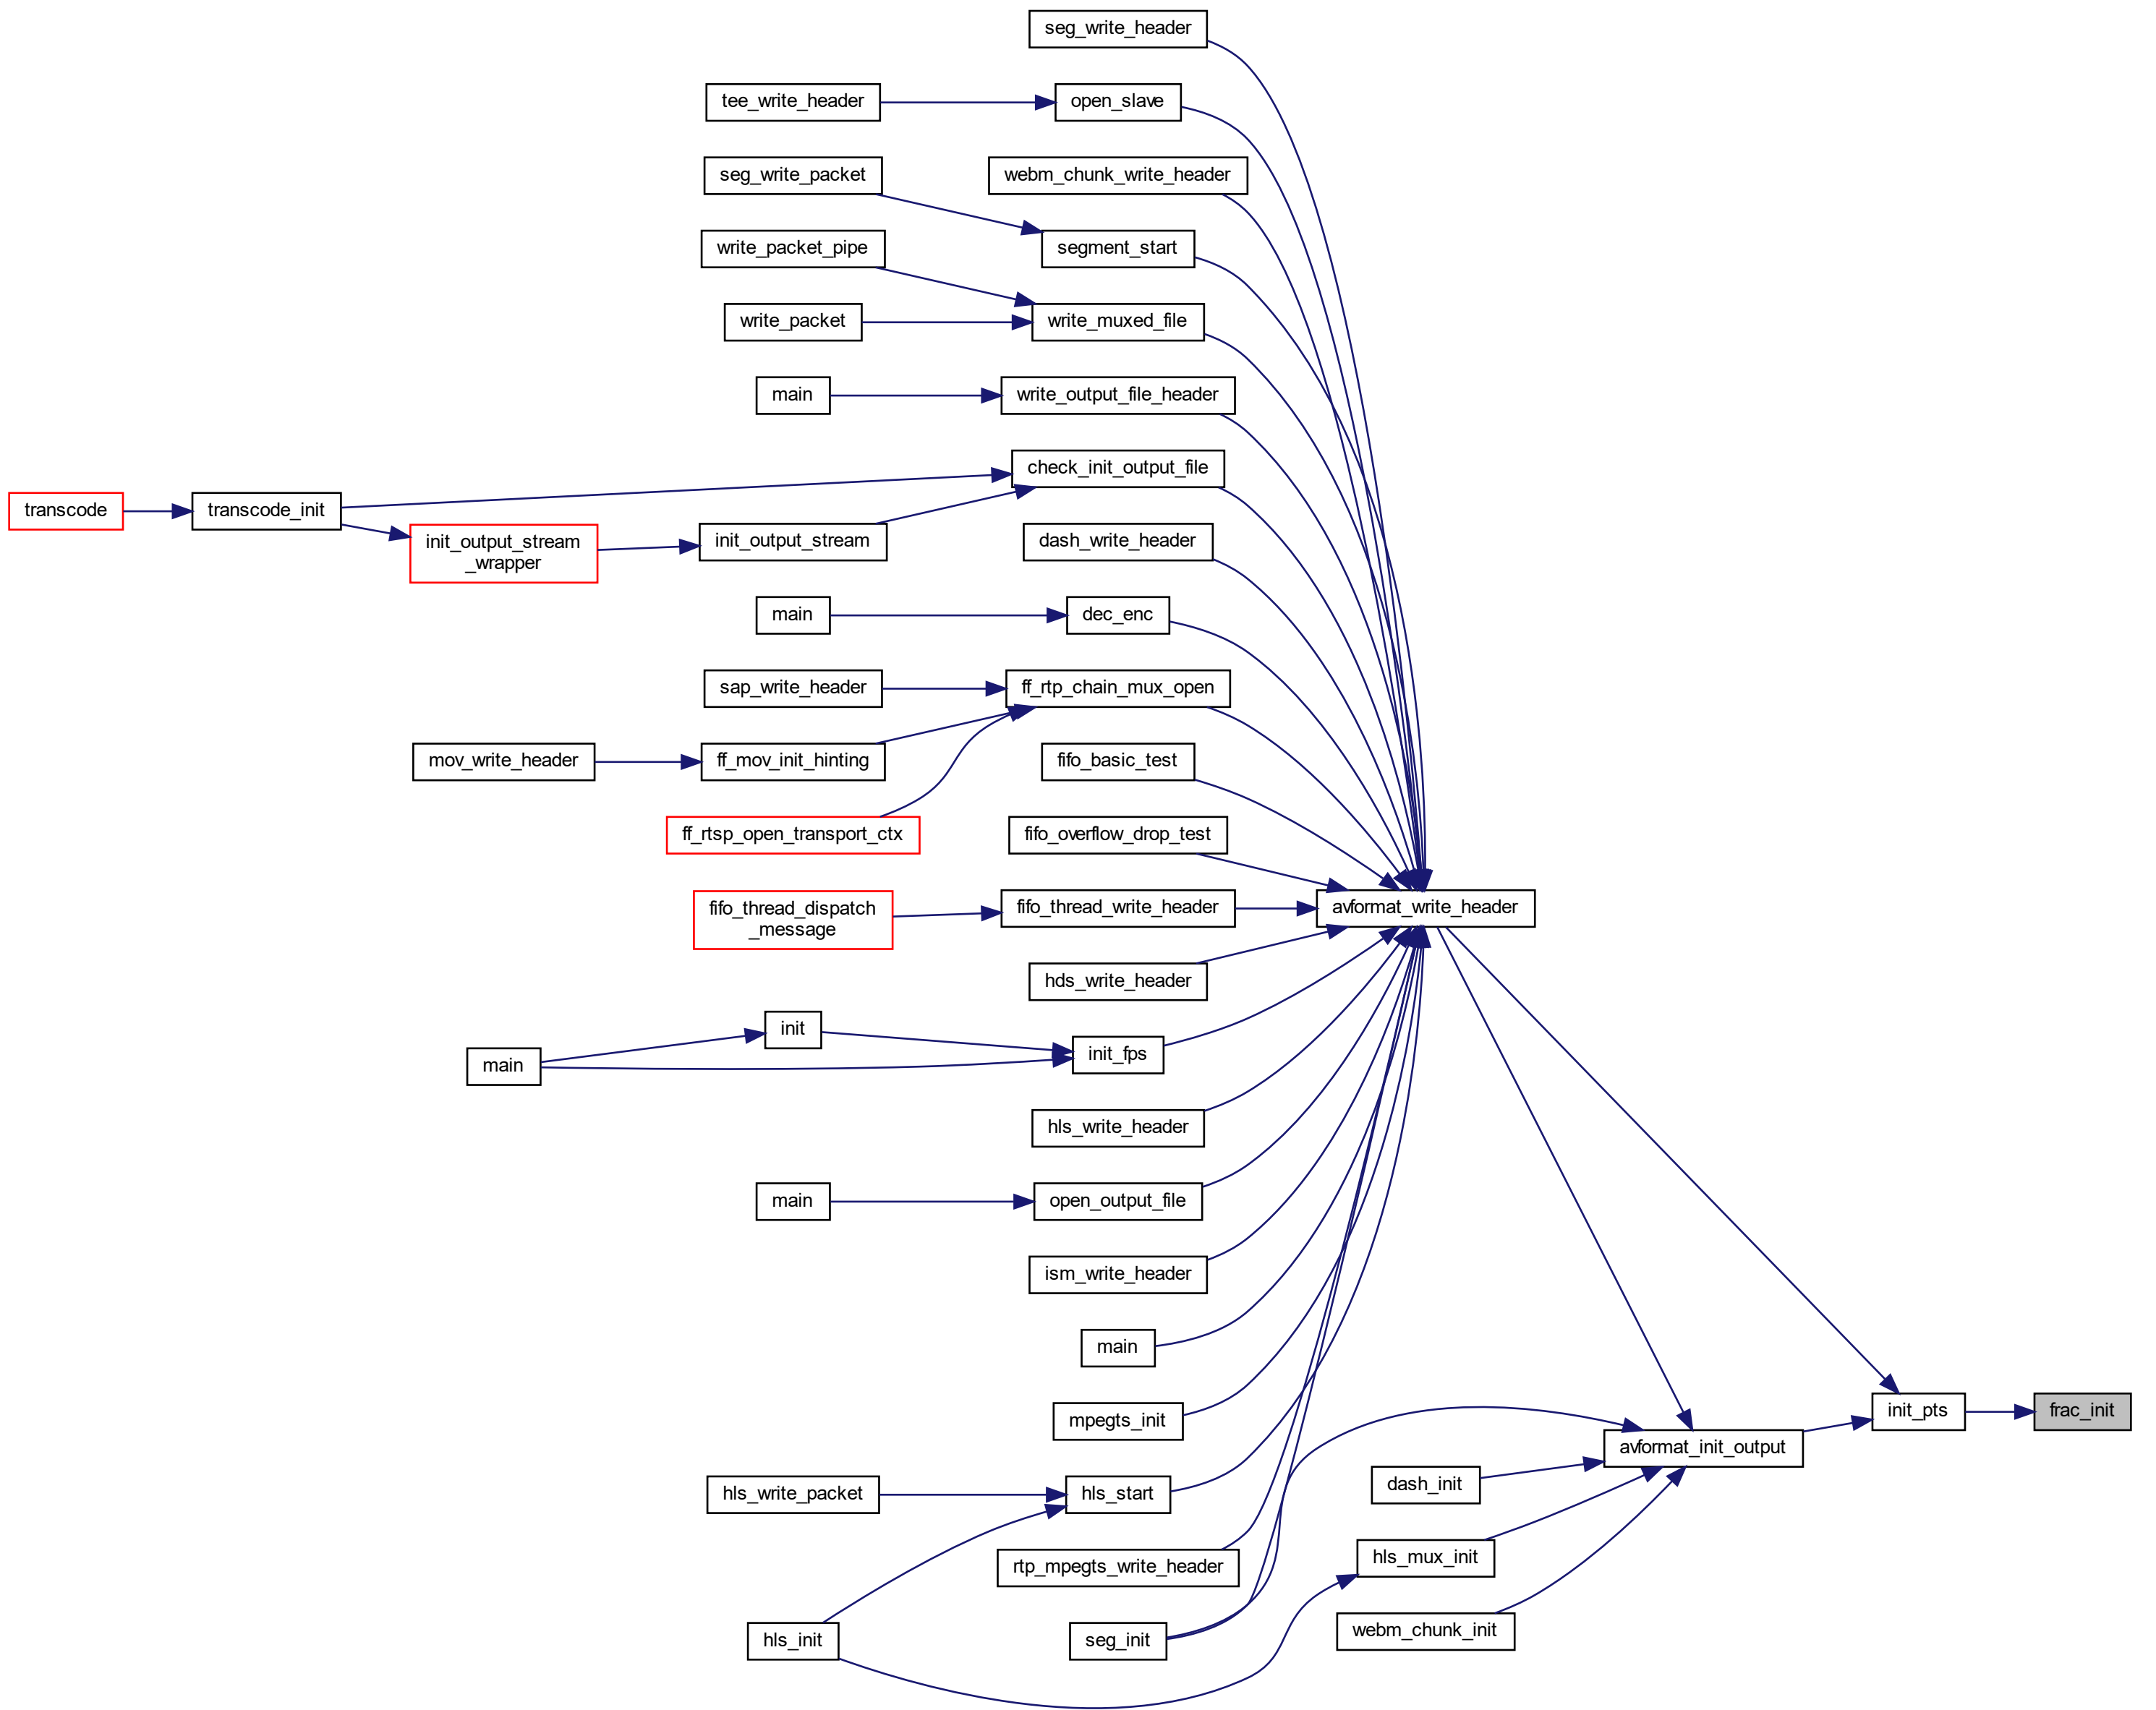 seg_write_header
tee_write_header
open_slave
seg_write_packet
webm_chunk_write_header
write_packet_pipe
segment_start
write_packet
write_muxed_file
main
write_output_file_header
check_init_output_file
transcode
transcode_init
init_output_stream
_wrapper
init_output_stream
dash_write_header
main
dec_enc
sap_write_header
ff_rtp_chain_mux_open
mov_write_header
ff_mov_init_hinting
fifo_basic_test
ff_rtsp_open_transport_ctx
fifo_overflow_drop_test
fifo_thread_dispatch
_message
fifo_thread_write_header
avformat_write_header
hds_write_header
init
main
init_fps
hls_write_header
main
open_output_file
ism_write_header
main
mpegts_init
init_pts
frac_init
avformat_init_output
hls_write_packet
hls_start
dash_init
rtp_mpegts_write_header
hls_mux_init
hls_init
seg_init
webm_chunk_init